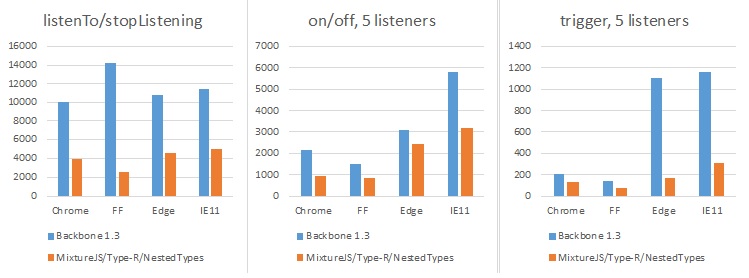 listenTo/stopListening
16000
14000
12000
10000
8000
6000
4000
2000
0
Chrome FF Edge IE11
Backbone 1.3
MixtureJS/Type-R/NestedTypes
on/off, 5 listeners
7000
6000
5000
4000
3000
2000
1000
0
Chrome FF Edge IE11
Backbone 1.3
MixtureJS/Type-R/NestedTypes
trigger, 5 listeners
1400
1200
1000
800
600
400
200
0
Chrome FF Edge IE11
Backbone 1.3
MixtureJS/Type-R/NestedTypes